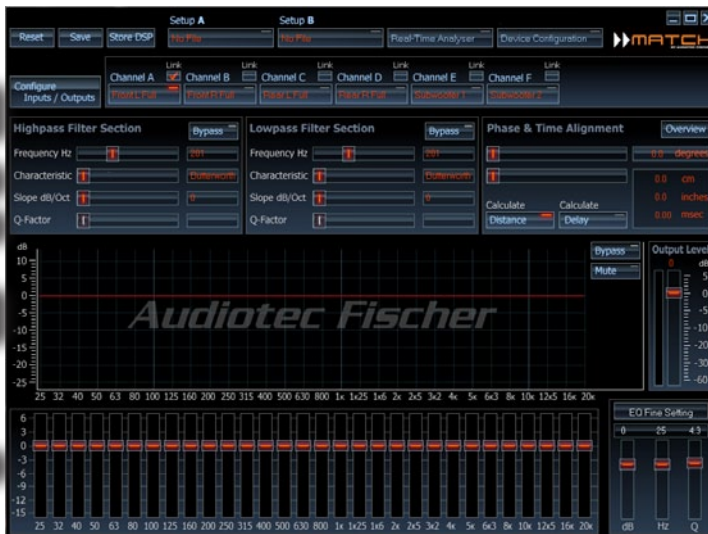 Setup A Setup B
Reset Save Store DSP No File No File Real-Time Analyser Device Configuration MATCH
Link Link Link Link Link Link
Configure Inputs / Outputs
Channel A Channel B Channel C Channel D Channel E Channel F
Front L Full Front R Full Rear L Full Rear R Full Subwoofer 1 Subwoofer 2
Highpass Filter Section Bypass Lowpass Filter Section Bypass Phase & Time Alignment Overview
Frequency Hz 201 Frequency Hz 201 0.0 degrees
Characteristic Butterworth Characteristic Butterworth 0.0 cm
Slope dB/Oct 0 Slope dB/Oct 0 Calculate Calculate 0.0 inches
Q-Factor Q-Factor Distance Delay 0.00 msec
dB Bypass Output Level
Mute 0 dB
10
5
0
-5
-10
-15
-20
-25
Audiotec Fischer
5
0
-5
-10
-20
-30
-60
25 32 40 50 63 80 100 125 160 200 250 315 400 500 630 800 1K 1K25 1K6 2K 2K5 3K2 4K 5K 6K3 8K 10K 12K5 16K 20K
6
3
0
-3
-6
-9
-12
-15
25 32 40 50 63 80 100 125 160 200 250 315 400 500 630 800 1K 1K25 1K6 2K 2K5 3K2 4K 5K 6K3 8K 10K 12K5 16K 20K
EQ Fine Setting
0 25 4.3
dB Hz Q